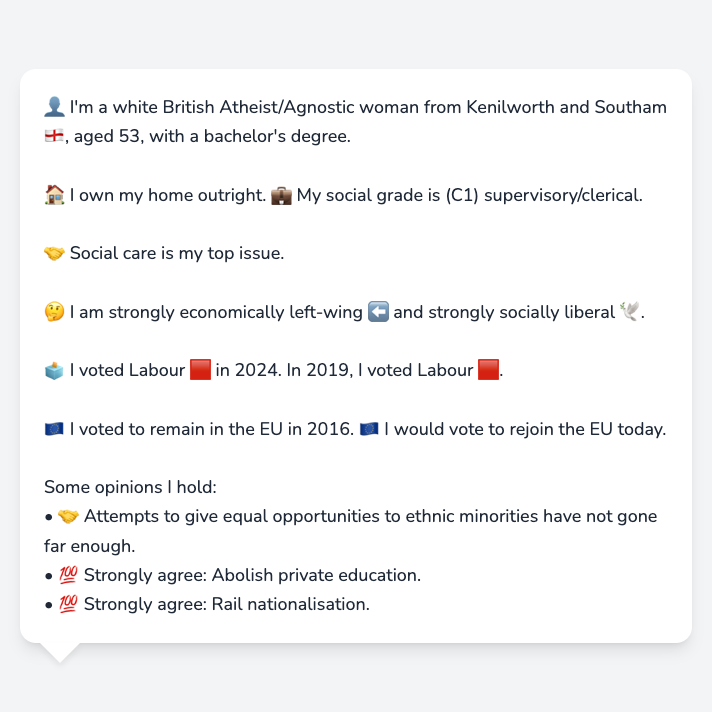 👤 I'm a white British Atheist/Agnostic woman from Kenilworth and Southam
🏴󠁧󠁢󠁥󠁮󠁧󠁿, aged 53, with a bachelor's degree.
🏠 I own my home outright. 💼 My social grade is (C1) supervisory/clerical.
🤝 Social care is my top issue.
🤔 I am strongly economically left-wing ⬅️ and strongly socially liberal 🕊️.
🗳️ I voted Labour 🟥 in 2024. In 2019, I voted Labour 🟥.
🇪🇺 I voted to remain in the EU in 2016. 🇪🇺 I would vote to rejoin the EU today.
Some opinions I hold:
• 🤝 Attempts to give equal opportunities to ethnic minorities have not gone
far enough.
• 💯 Strongly agree: Abolish private education.
• 💯 Strongly agree: Rail nationalisation.